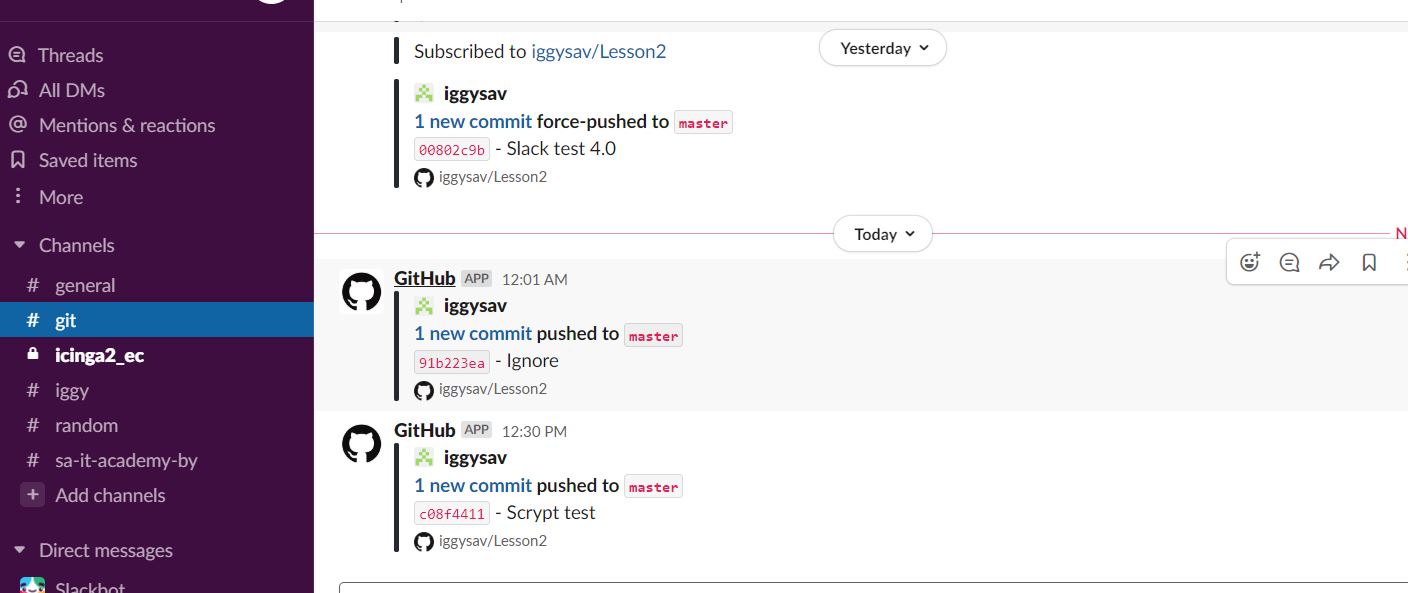 Threads
All DMs
Mentions & reactions
Saved items
More
Channels
# general
# git
icinga2_ec
# iggy
# random
# sa-it-academy-by
+ Add channels
Direct messages
Slackbot
Subscribed to iggysav/Lesson2
Yesterday
iggysav
1 new commit force-pushed to master
00802c9b - Slack test 4.0
iggysav/Lesson2
Today
N
GitHub APP 12:01 AM
iggysav
1 new commit pushed to master
91b223ea - Ignore
iggysav/Lesson2
GitHub APP 12:30 PM
iggysav
1 new commit pushed to master
c08f4411 - Scrypt test
iggysav/Lesson2